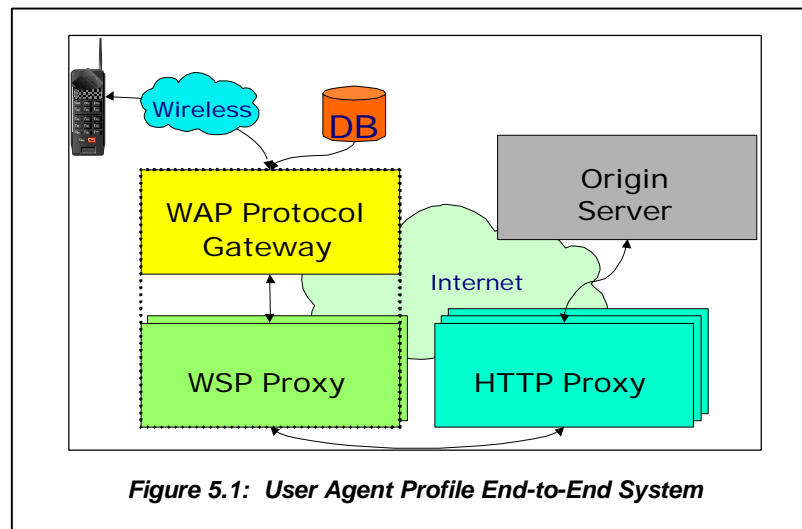 Wireless
DB
Origin
Server
WAP Protocol
Gateway
Internet
WSP Proxy
HTTP Proxy
Figure 5.1: User Agent Profile End-to-End System